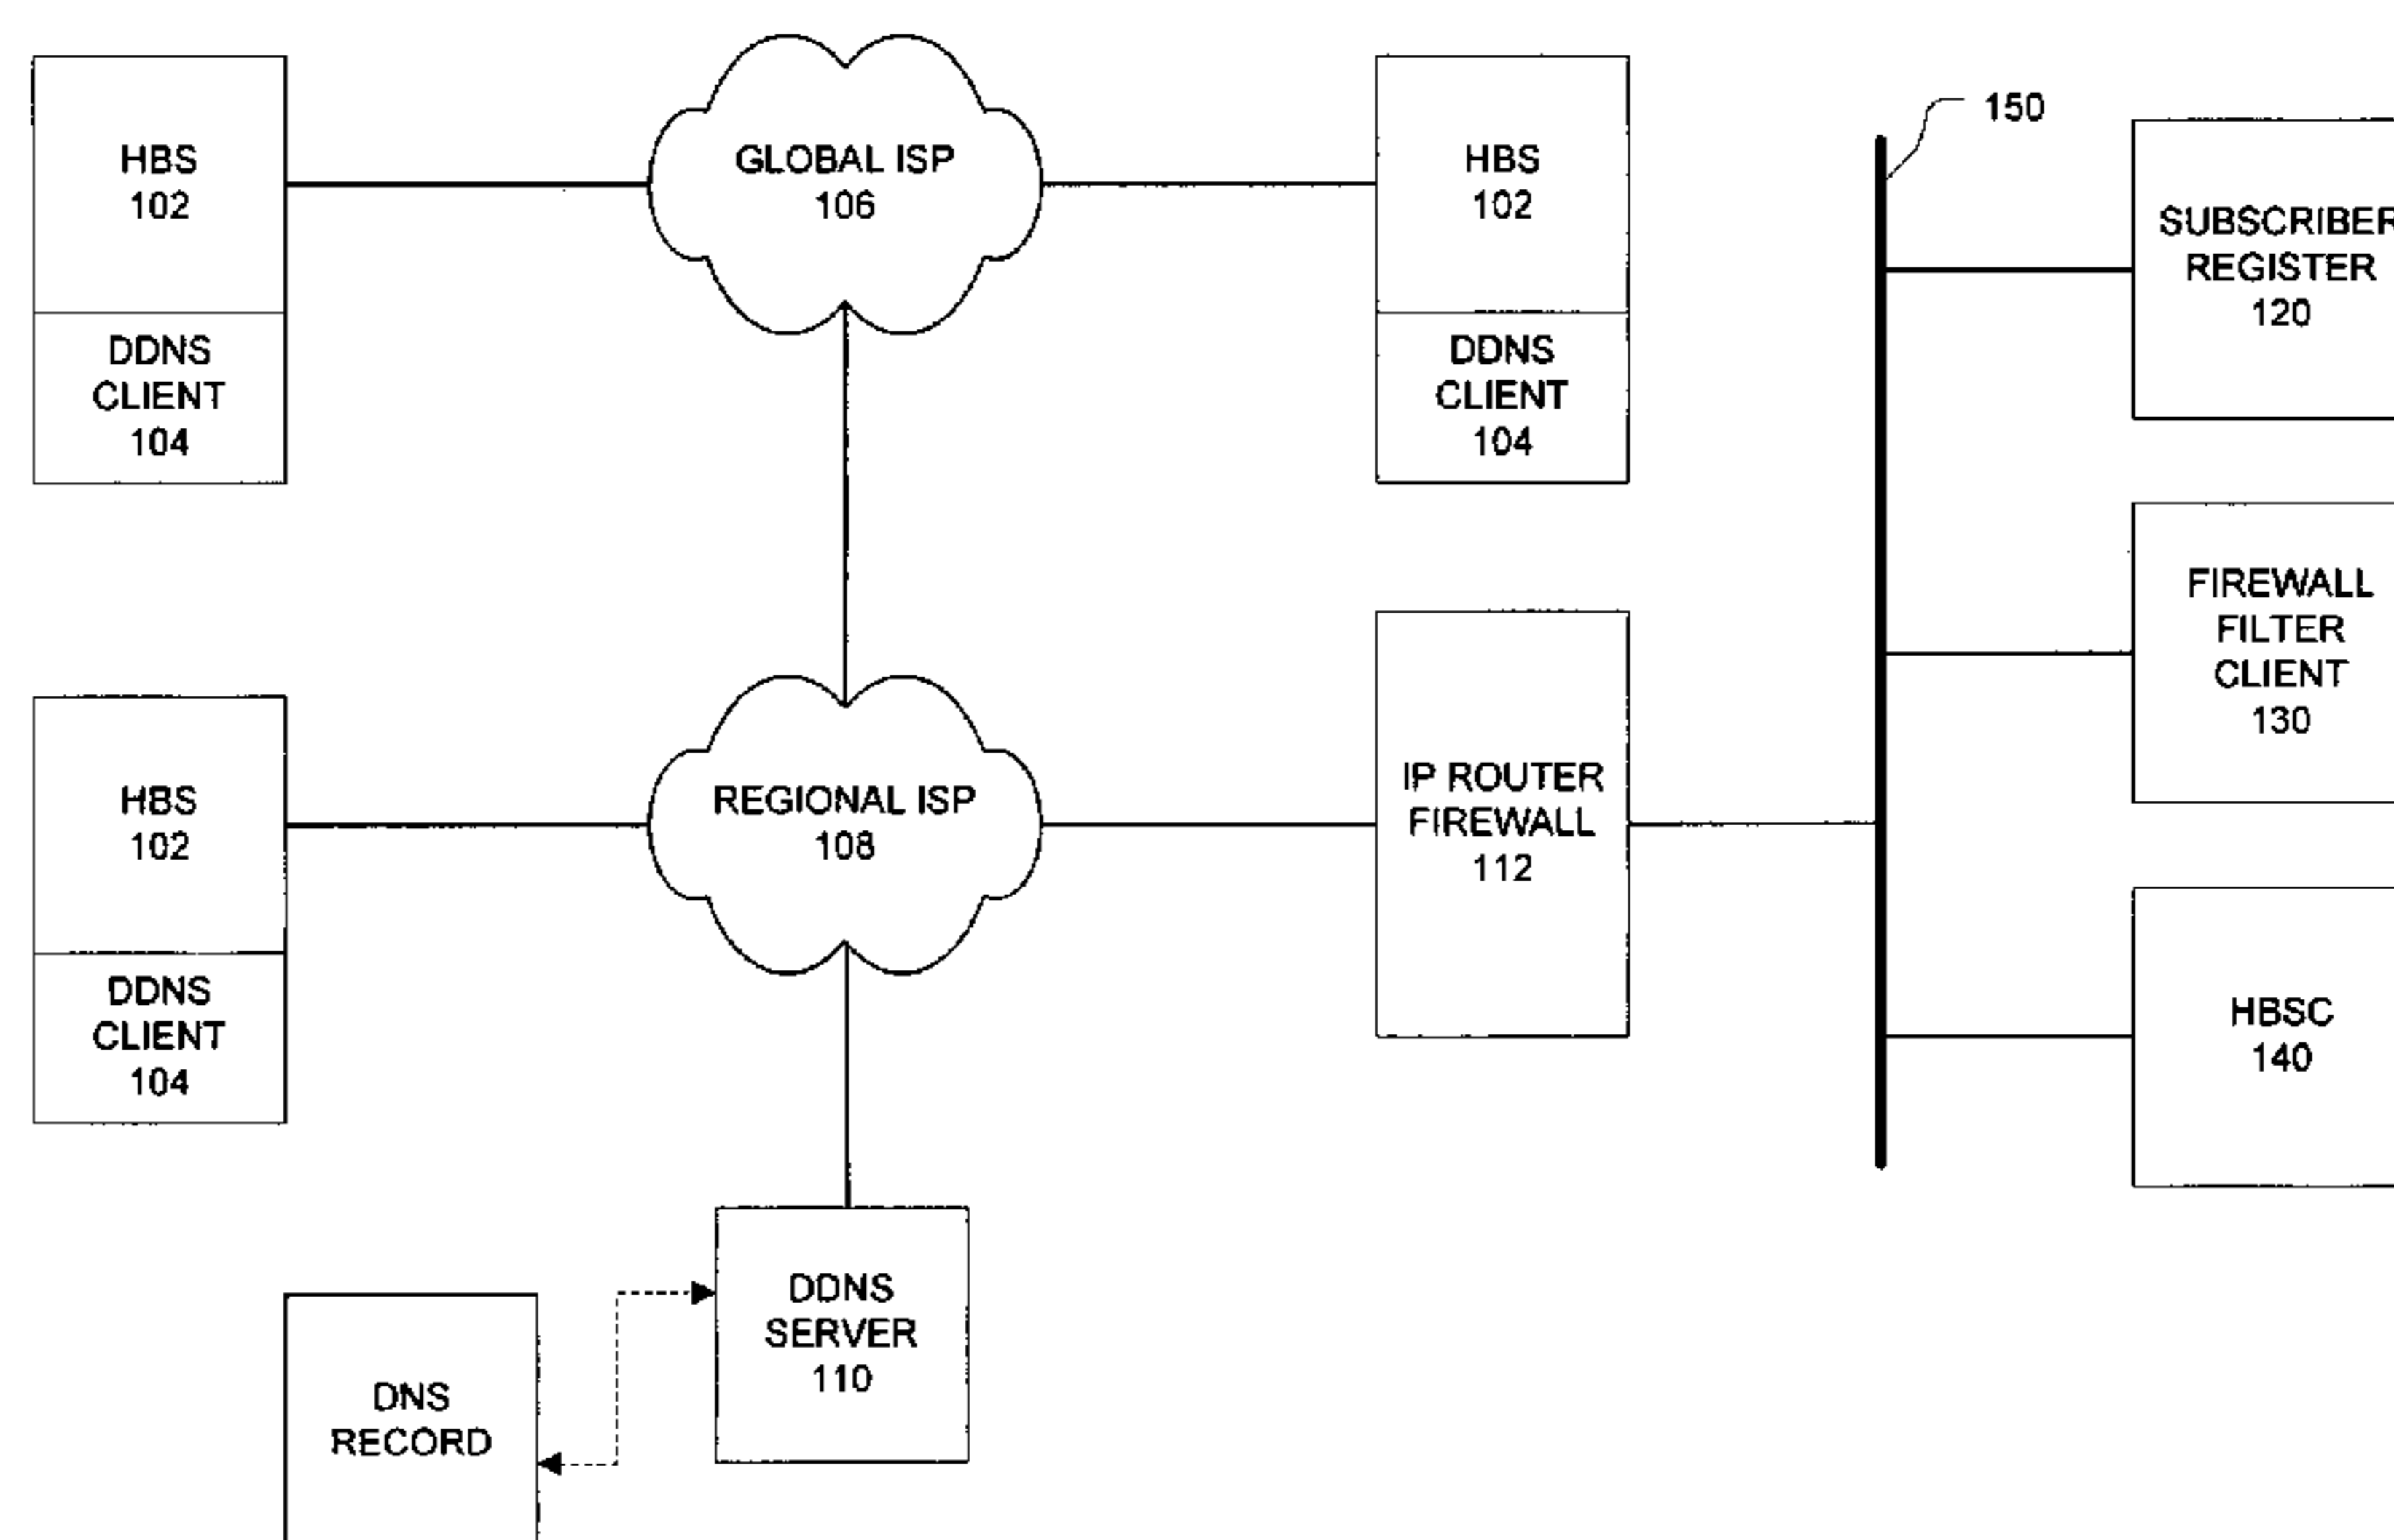 HBS
102
DDNS
CLIENT
104
GLOBAL ISP
106
HBS
102
DDNS
CLIENT
104
150
SUBSCRIBER
REGISTER
120
FIREWALL
FILTER
CLIENT
130
HBS
102
DDNS
CLIENT
104
REGIONAL ISP
108
IP ROUTER
FIREWALL
112
HBSC
140
DDNS
SERVER
110
DNS
RECORD